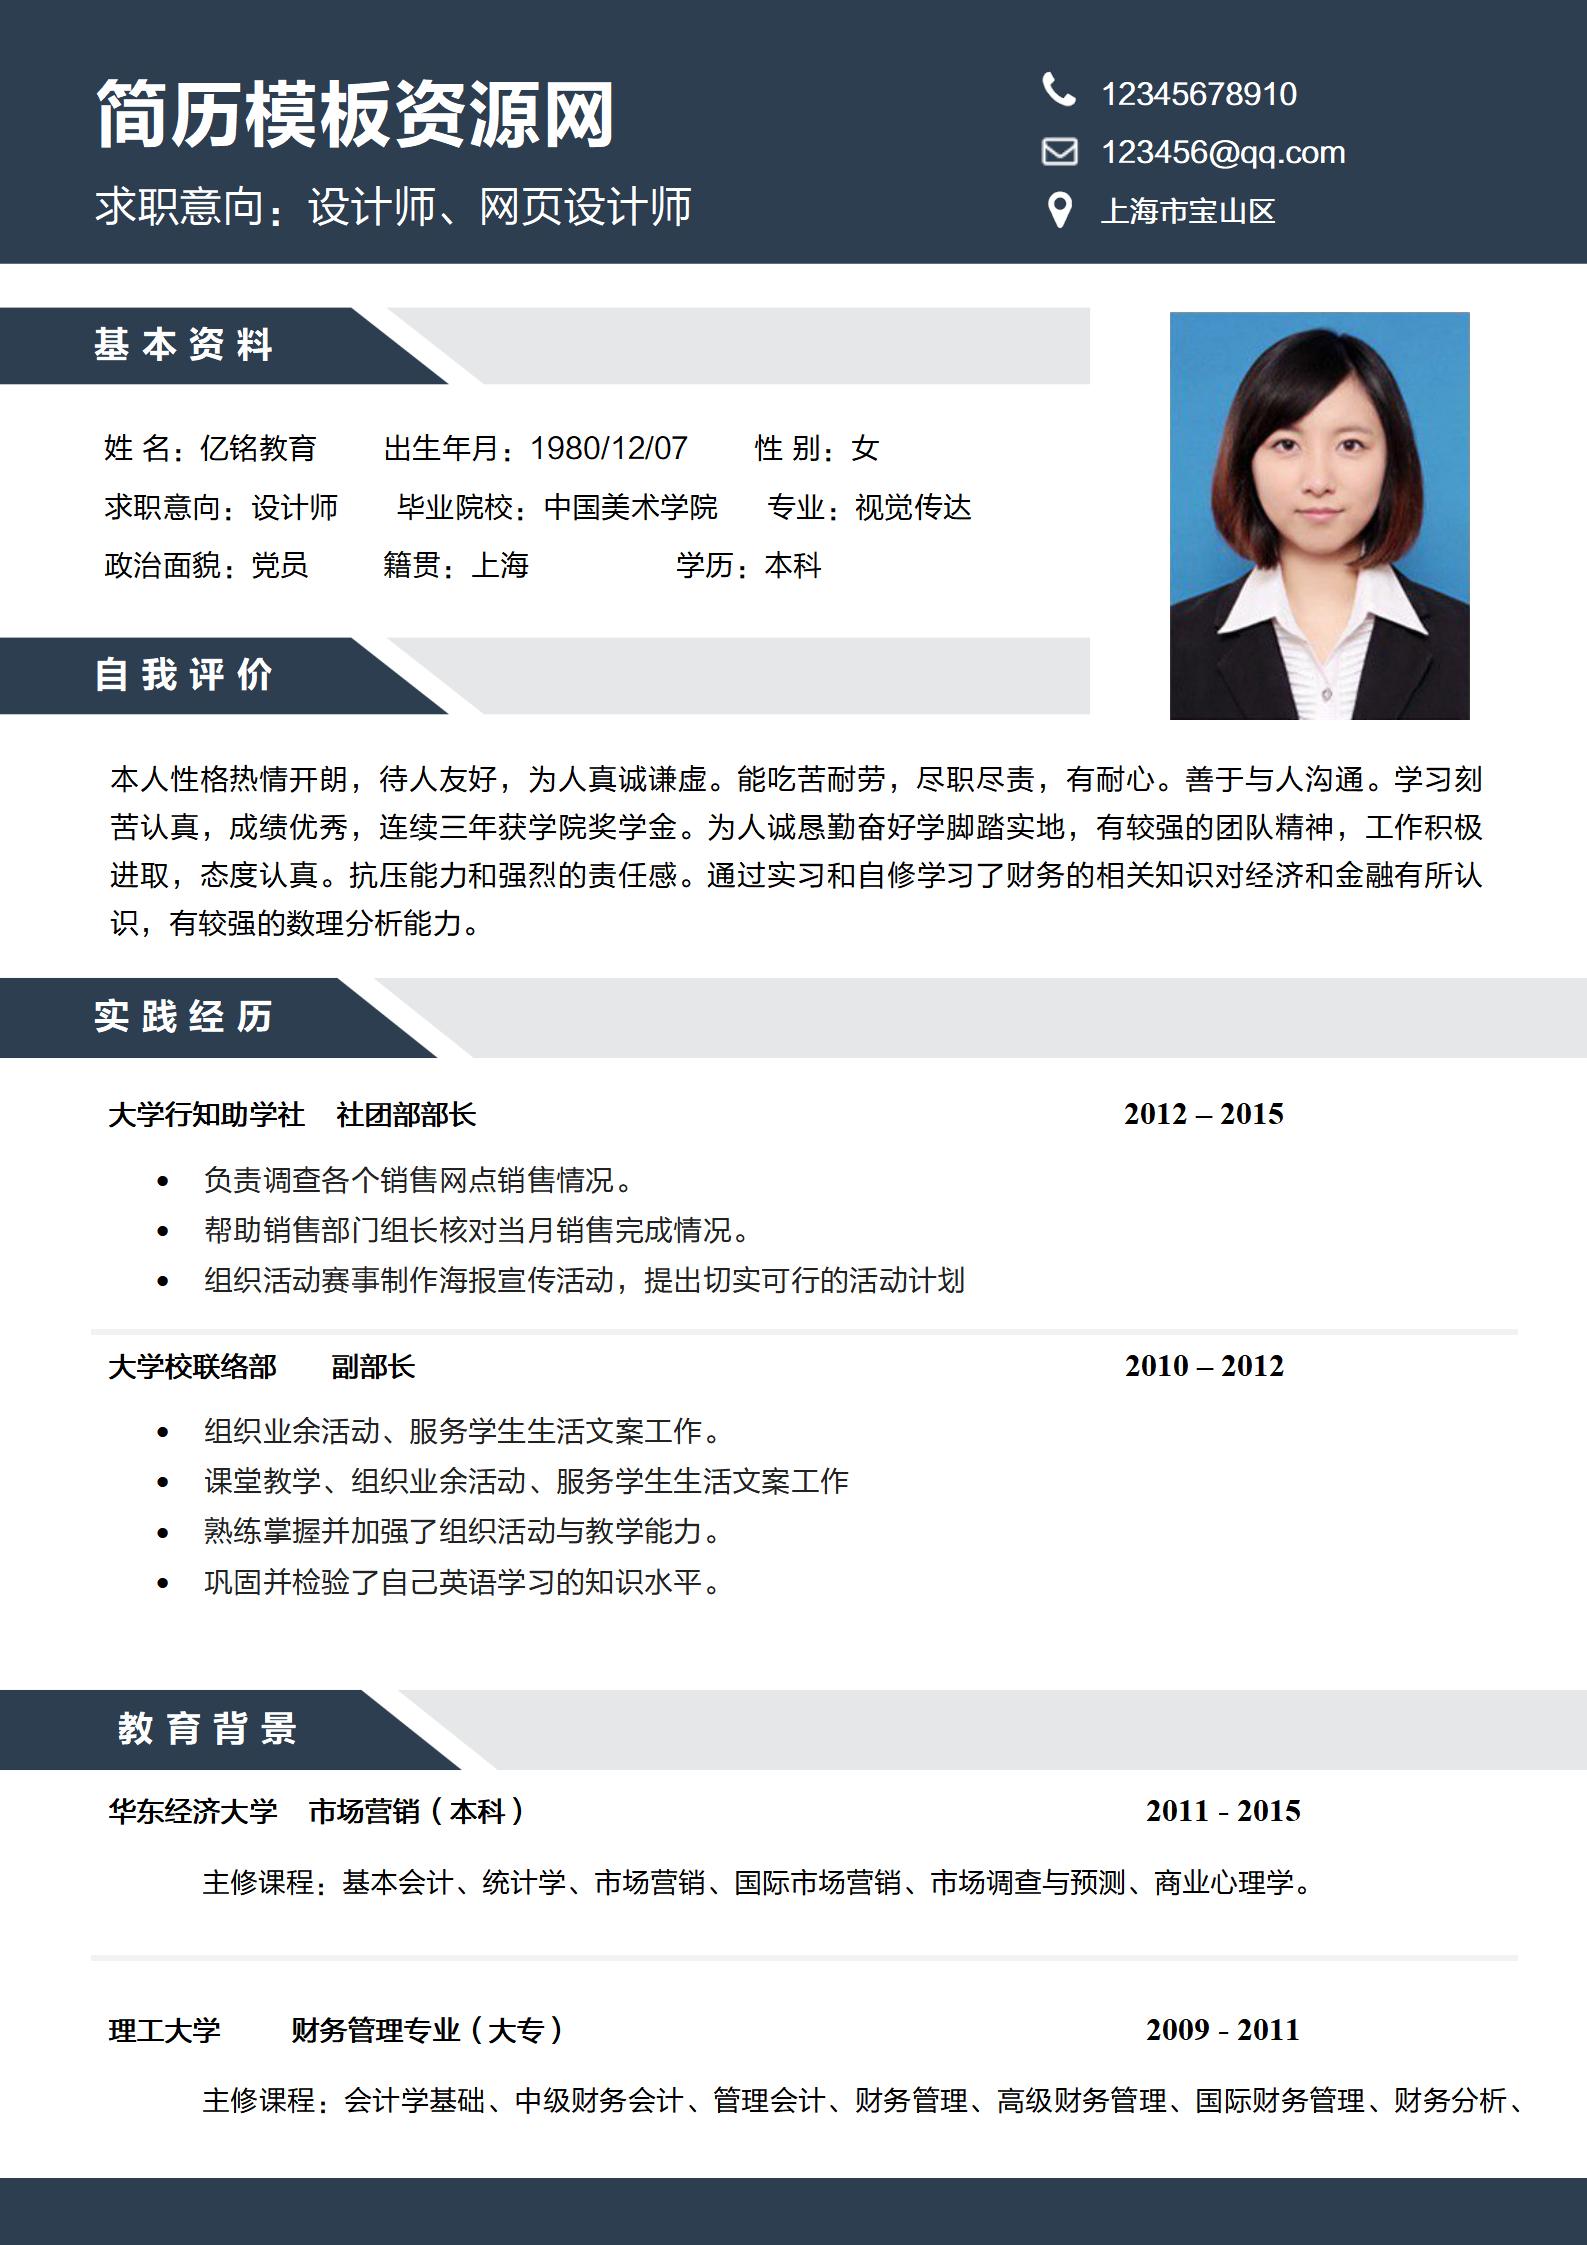 简历模板资源网
求职意向：设计师、网页设计师
12345678910
123456@qq.com
上海市宝山区
基本资料
姓 名：亿铭教育 出生年月：1980/12/07 性 别：女
求职意向：设计师 毕业院校：中国美术学院 专业：视觉传达
政治面貌：党员 籍贯：上海 学历：本科
自我评价
本人性格热情开朗，待人友好，为人真诚谦虚。能吃苦耐劳，尽职尽责，有耐心。善于与人沟通。学习刻
苦认真，成绩优秀，连续三年获学院奖学金。为人诚恳勤奋好学脚踏实地，有较强的团队精神，工作积极
进取，态度认真。抗压能力和强烈的责任感。通过实习和自修学习了财务的相关知识对经济和金融有所认
识，有较强的数理分析能力。
实践经历
大学行知助学社 社团部部长 2012 – 2015
• 负责调查各个销售网点销售情况。
• 帮助销售部门组长核对当月销售完成情况。
• 组织活动赛事制作海报宣传活动，提出切实可行的活动计划
大学校联络部 副部长 2010 – 2012
• 组织业余活动、服务学生生活文案工作。
• 课堂教学、组织业余活动、服务学生生活文案工作
• 熟练掌握并加强了组织活动与教学能力。
• 巩固并检验了自己英语学习的知识水平。
教育背景
华东经济大学 市场营销（本科） 2011 - 2015
主修课程：基本会计、统计学、市场营销、国际市场营销、市场调查与预测、商业心理学。
理工大学 财务管理专业（大专） 2009 - 2011
主修课程：会计学基础、中级财务会计、管理会计、财务管理、高级财务管理、国际财务管理、财务分析、